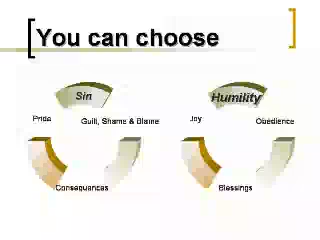 You can choose
Sin
Pride
Guilt, Shame & Blame
Consequences
Humility
Joy
Obedience
Blessings